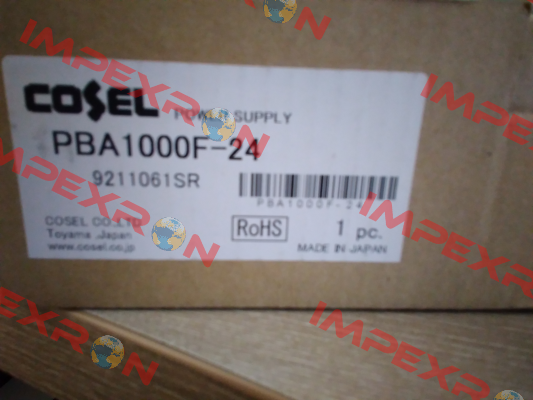 COSEL POWER SUPPLY
PBA1000F-24
9211061SR
PBA1000F-24
COSEL CO.,LTD.
Toyama ,Japan
www.cosel.co.jp
RoHS
1 pc.
MADE IN JAPAN
IMPEXRON
IMPEXRON
IMPEXRON
IMPEXRON
IMPEXRON
IMPEXRON